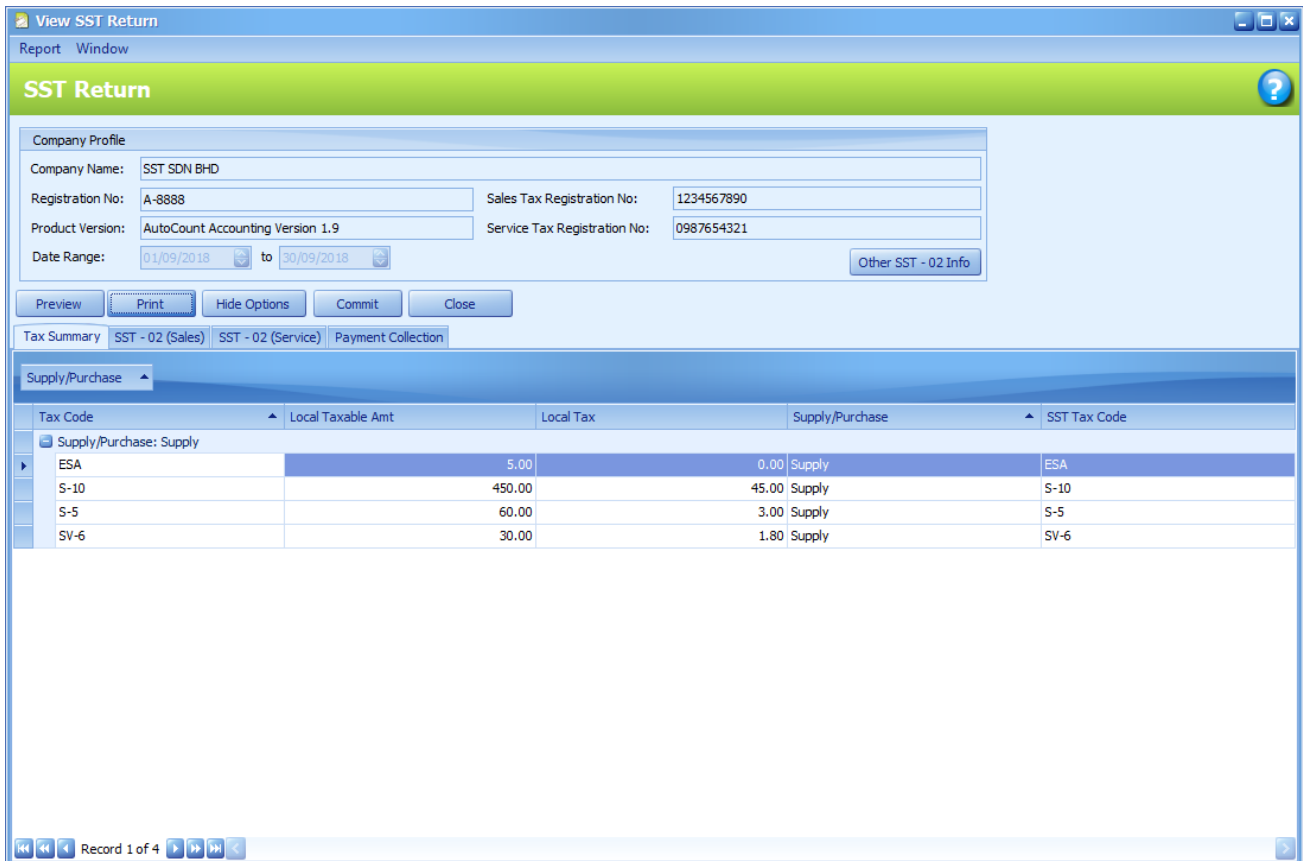 View SST Return
Report Window
SST Return
Company Profile
Company Name: SST SDN BHD
Registration No: A-8888 Sales Tax Registration No: 1234567890
Product Version: AutoCount Accounting Version 1.9 Service Tax Registration No: 0987654321
Date Range: 01/09/2018 to 30/09/2018 Other SST - 02 Info
Preview Print Hide Options Commit Close
Tax Summary SST - 02 (Sales) SST - 02 (Service) Payment Collection
Supply/Purchase
Tax Code Local Taxable Amt Local Tax Supply/Purchase SST Tax Code
Supply/Purchase: Supply
ESA 5.00 0.00 Supply ESA
S-10 450.00 45.00 Supply S-10
S-5 60.00 3.00 Supply S-5
SV-6 30.00 1.80 Supply SV-6
Record 1 of 4